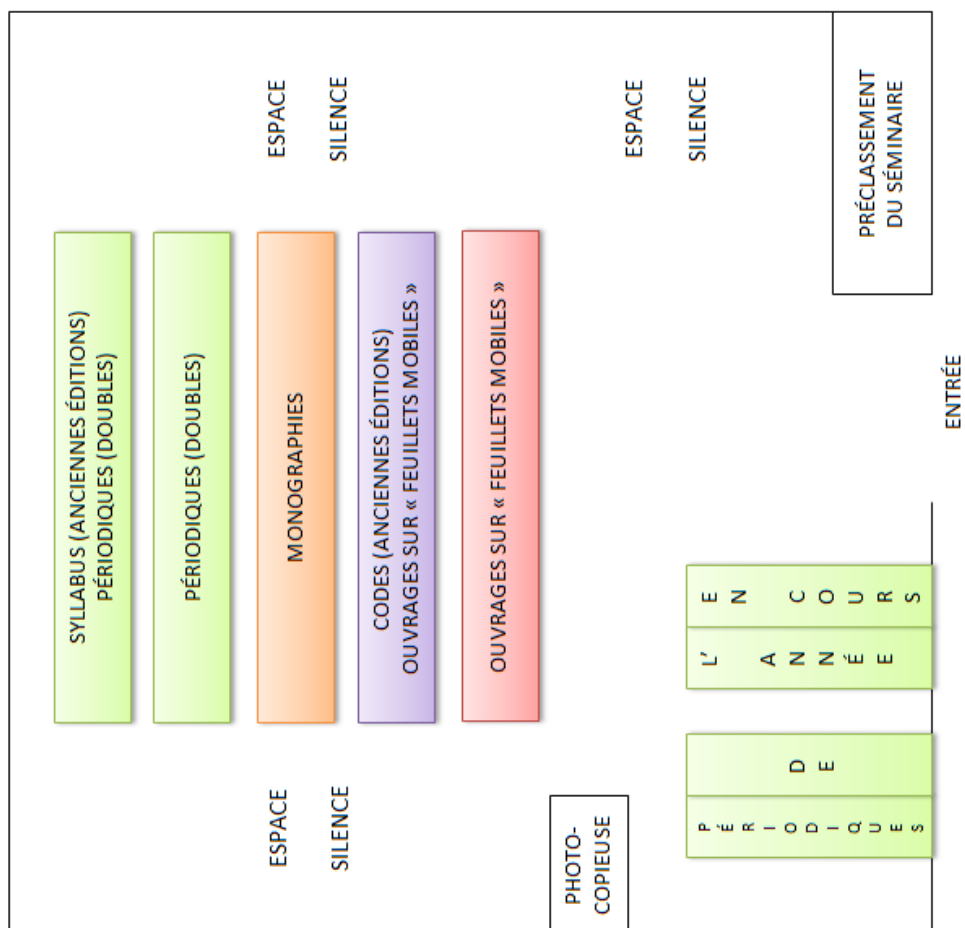 SYLLABUS (ANCIENNES ÉDITIONS)
PÉRIODIQUES (DOUBLES)
PÉRIODIQUES (DOUBLES)
MONOGRAPHIES
CODES (ANCIENNES ÉDITIONS)
OUVRAGES SUR « FEUILLETS MOBILES »
OUVRAGES SUR « FEUILLETS MOBILES »
ESPACE
SILENCE
ESPACE
SILENCE
ESPACE
SILENCE
PHOTO-
COPIEUSE
PÉRIODIQUES
DE
L' ANNÉE
EN COURS
ENTRÉE
PRÉCLASSEMENT
DU SÉMINAIRE